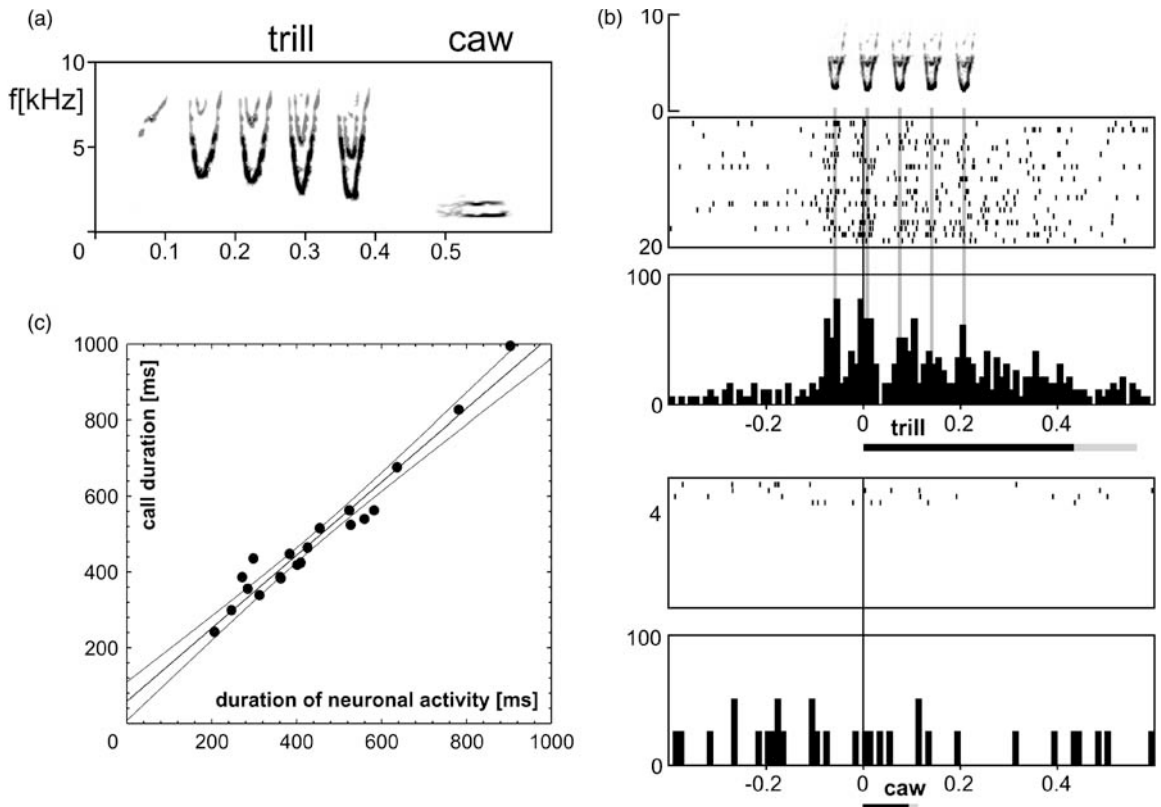 (a)
trill caw
10
f[kHz]
5
0 0.1 0.2 0.3 0.4 0.5
(b)
10
0
20
100
0
-0.2 0 0.2 0.4
trill
4
100
0
-0.2 0 0.2 0.4
caw
(c)
1000
800
600
400
200
call duration [ms]
duration of neuronal activity [ms]
0 200 400 600 800 1000